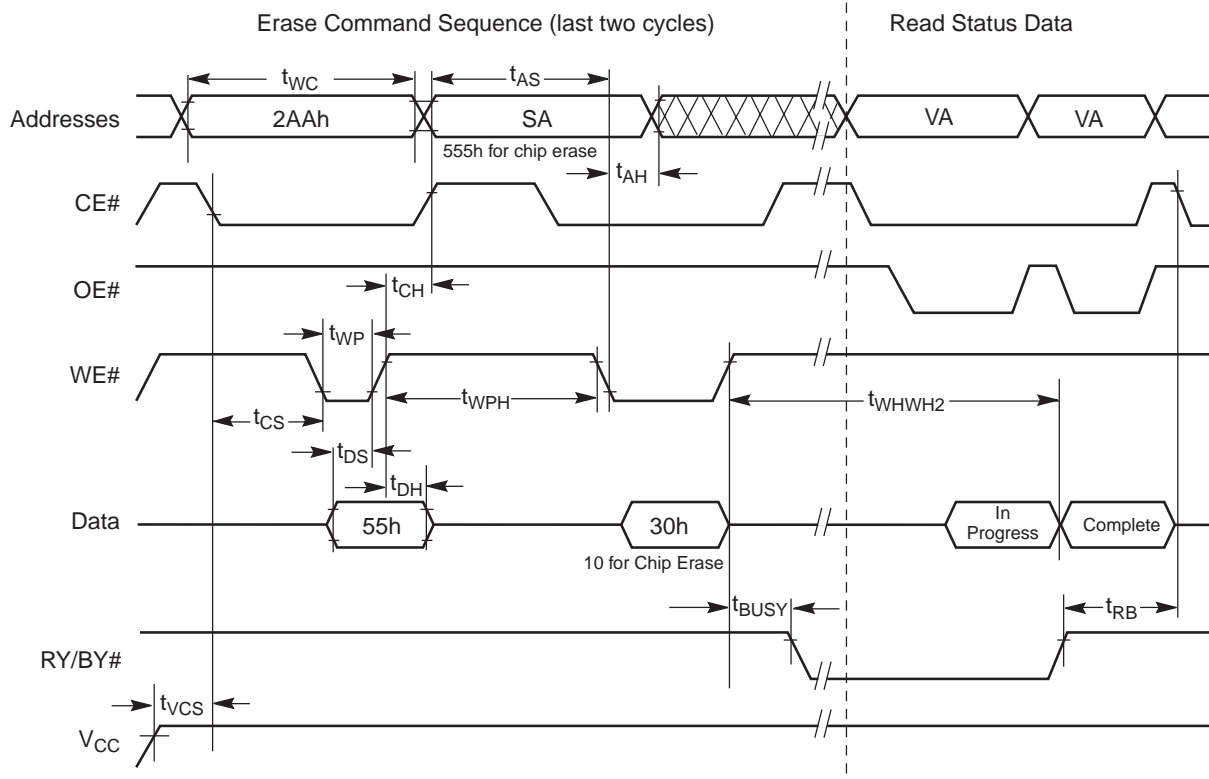 Erase Command Sequence (last two cycles)
Read Status Data
tWC
tAS
Addresses
2AAh
SA
VA
VA
555h for chip erase
tAH
CE#
OE#
tCH
tWP
WE#
tWPH
tWHWH2
tCS
tDS
tDH
Data
55h
30h
In
Progress
Complete
10 for Chip Erase
tBUSY
tRB
RY/BY#
tVCS
VCC